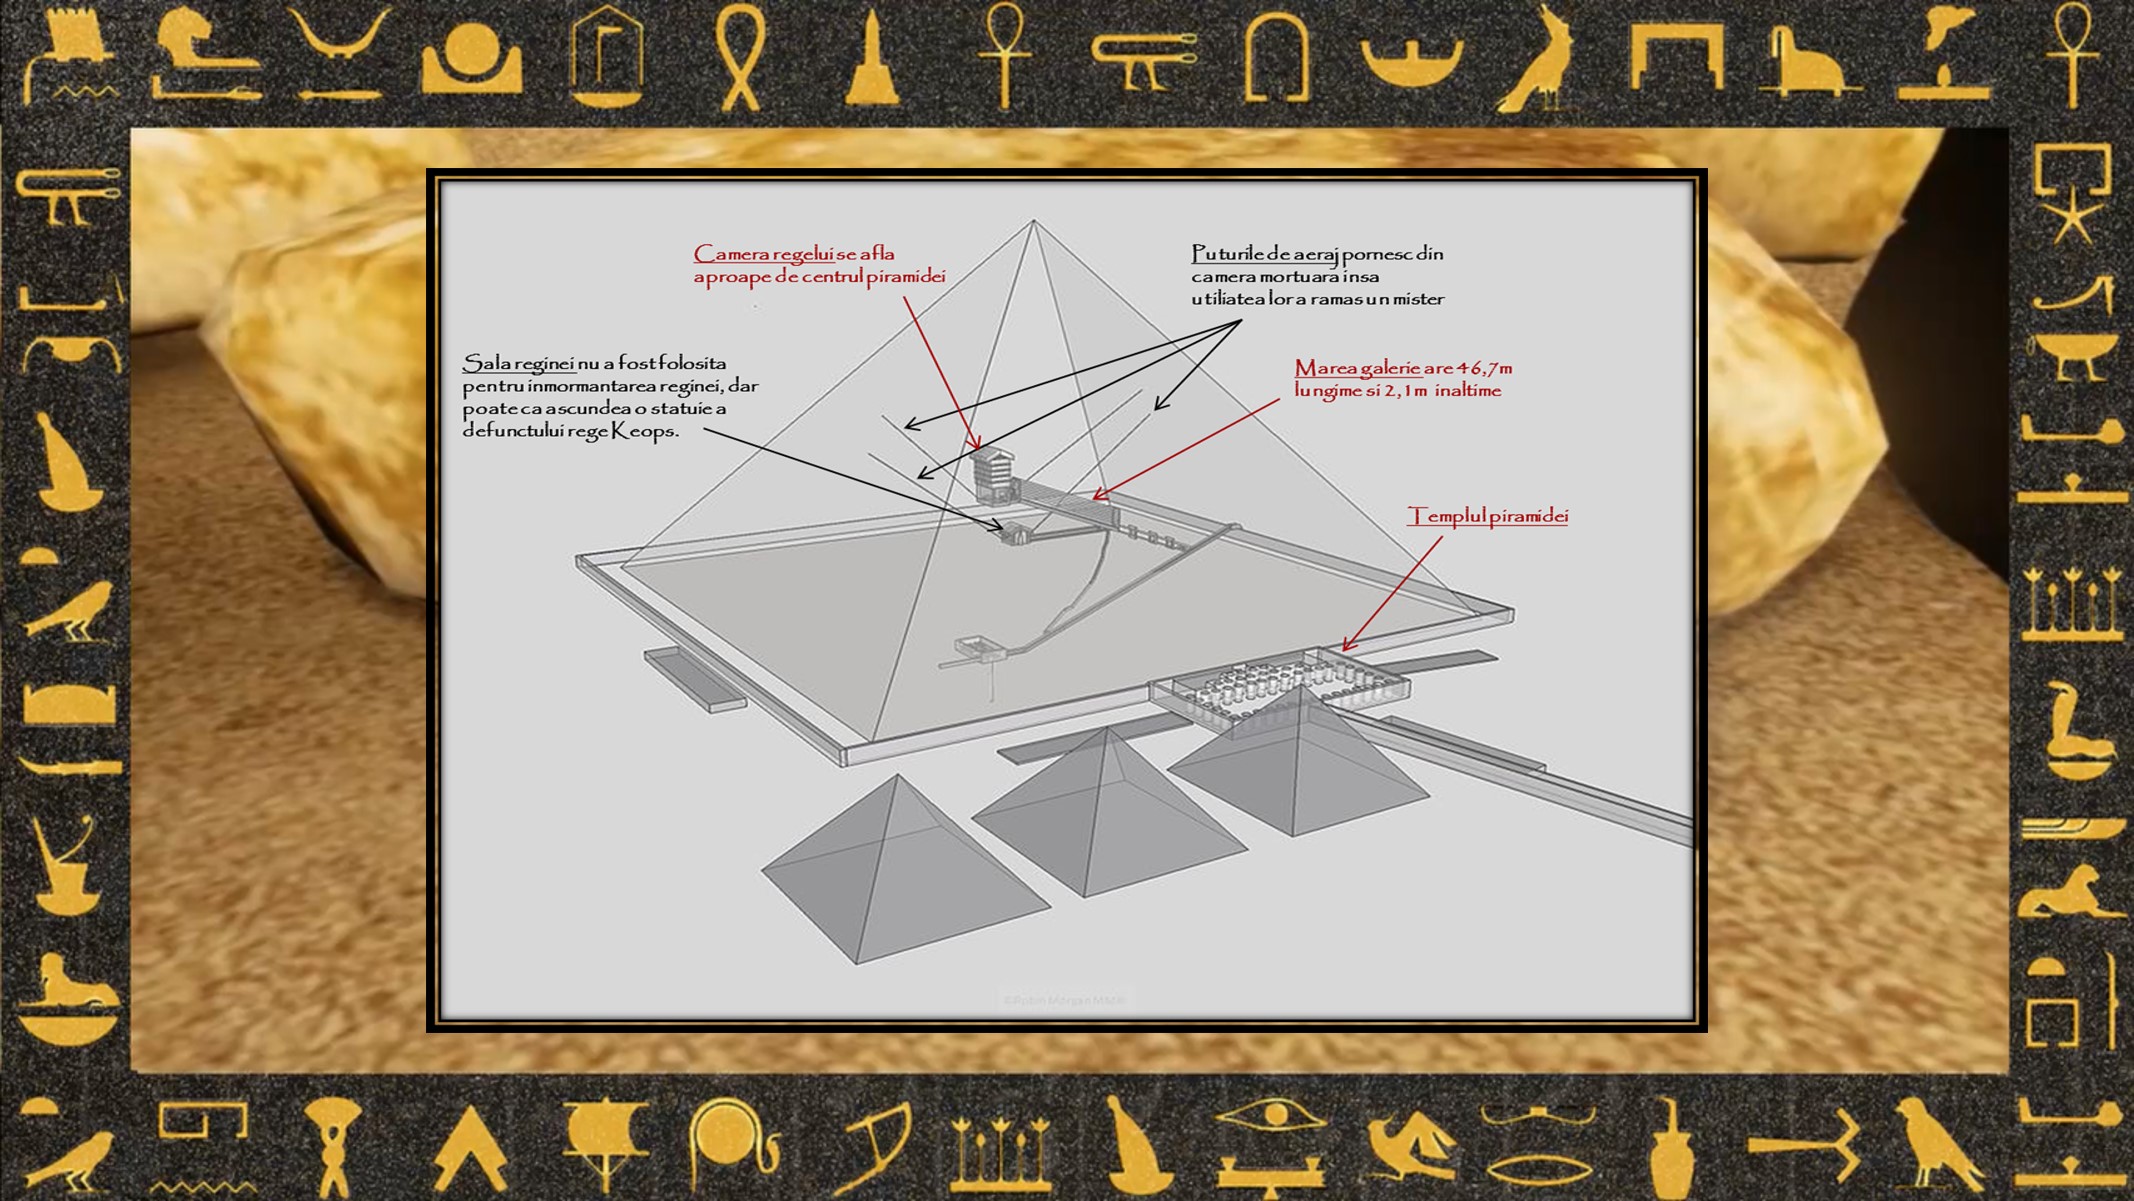 Camera regelui se afla
aproape de centrul piramidei
Puturile de aeraj pornesc din
camera mortuara insa
utiliatea lor a ramas un mister
Sala reginei nu a fost folosita
pentru inmormantarea reginei, dar
poate ca ascundea o statuie a
defunctului rege Keops.
Marea galerie are 46,7m
lungime si 2,1m inaltime
Templul piramidei
©Robin Morgan MMIII